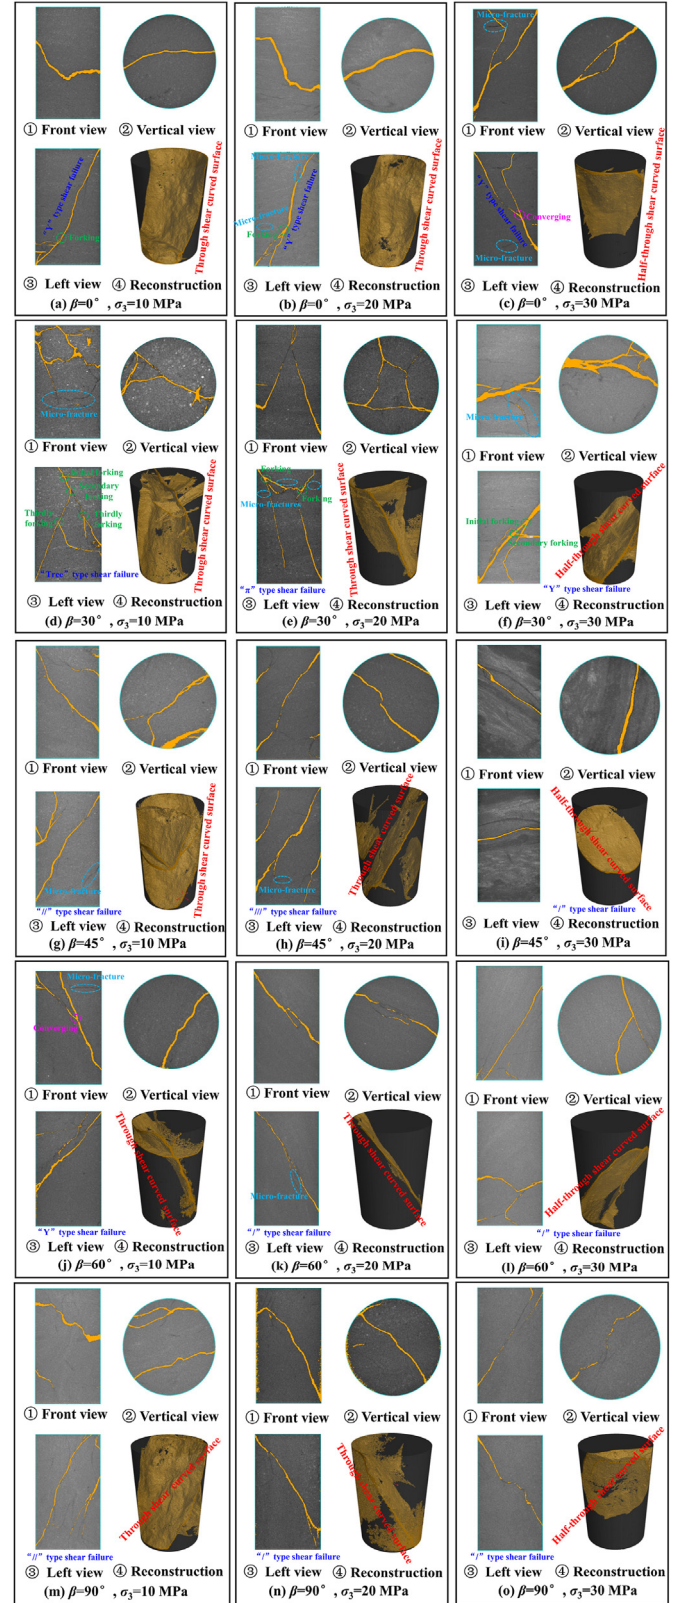 Micro-fracture
① Front view ② Vertical view
① Front view ② Vertical view
① Front view ② Vertical view
"Y" type shear failure
Forking
Through shear curved surface
Micro-fracture
"Y" type shear failure
Through shear curved surface
"Y" type shear failure
Converging
Micro-fracture
Half-through shear curved surface
③ Left view ④ Reconstruction
(a) β=0°, σ₃=10 MPa
③ Left view ④ Reconstruction
(b) β=0°, σ₃=20 MPa
③ Left view ④ Reconstruction
(c) β=0°, σ₃=30 MPa
Micro-fracture
Micro-fracture
① Front view ② Vertical view
① Front view ② Vertical view
① Front view ② Vertical view
forking
Thirdly forking
"Tree" type shear failure
Through shear curved surface
Forking
Forking
Micro-fractures
"π" type shear failure
Through shear curved surface
Initial forking
Secondary forking
"Y" type shear failure
Half-through shear curved surface
③ Left view ④ Reconstruction
(d) β=30°, σ₃=10 MPa
③ Left view ④ Reconstruction
(e) β=30°, σ₃=20 MPa
③ Left view ④ Reconstruction
(f) β=30°, σ₃=30 MPa
① Front view ② Vertical view
① Front view ② Vertical view
① Front view ② Vertical view
Micro-fracture
"//" type shear failure
Through shear curved surface
Micro-fracture
"///" type shear failure
Through shear curved surface
"/" type shear failure
Half-through shear curved surface
③ Left view ④ Reconstruction
(g) β=45°, σ₃=10 MPa
③ Left view ④ Reconstruction
(h) β=45°, σ₃=20 MPa
③ Left view ④ Reconstruction
(i) β=45°, σ₃=30 MPa
Micro-fracture
Converging
① Front view ② Vertical view
① Front view ② Vertical view
① Front view ② Vertical view
"Y" type shear failure
Through shear curved surface
Micro-fracture
"/" type shear failure
Through shear curved surface
"/" type shear failure
Half-through shear curved surface
③ Left view ④ Reconstruction
(j) β=60°, σ₃=10 MPa
③ Left view ④ Reconstruction
(k) β=60°, σ₃=20 MPa
③ Left view ④ Reconstruction
(l) β=60°, σ₃=30 MPa
① Front view ② Vertical view
① Front view ② Vertical view
① Front view ② Vertical view
"//" type shear failure
Through shear curved surface
"/" type shear failure
Through shear curved surface
"/" type shear failure
Half-through shear curved surface
③ Left view ④ Reconstruction
(m) β=90°, σ₃=10 MPa
③ Left view ④ Reconstruction
(n) β=90°, σ₃=20 MPa
③ Left view ④ Reconstruction
(o) β=90°, σ₃=30 MPa